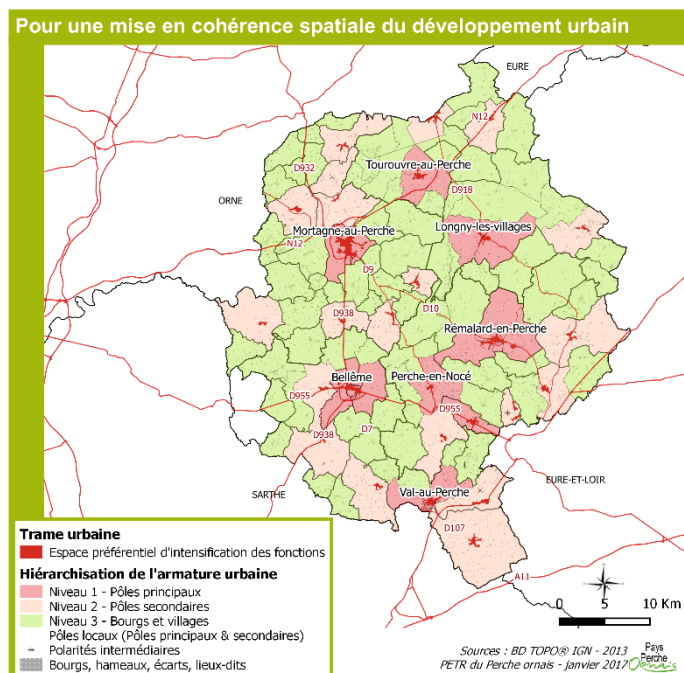 Pour une mise en cohérence spatiale du développement urbain
EURE
N12
D932
Tourouvre-au-Perche
D918
ORNE
Mortagne-au-Perche
Longny-les-villages
N12
D9
D10
D938
Rémalard-en-Perche
Bellême
Perche-en-Nocé
D955
D955
D7
D938
EURE-ET-LOIR
SARTHE
Val-au-Perche
D107
A11
Trame urbaine
Espace préférentiel d'intensification des fonctions
Hiérarchisation de l'armature urbaine
Niveau 1 - Pôles principaux
Niveau 2 - Pôles secondaires
Niveau 3 - Bourgs et villages
Pôles locaux (Pôles principaux & secondaires)
Polarités intermédiaires
Bourgs, hameaux, écarts, lieux-dits
0 5 10 Km
Sources : BD TOPO® IGN - 2013
PETR du Perche ornais - janvier 2017
Pays
Perche
Ornais